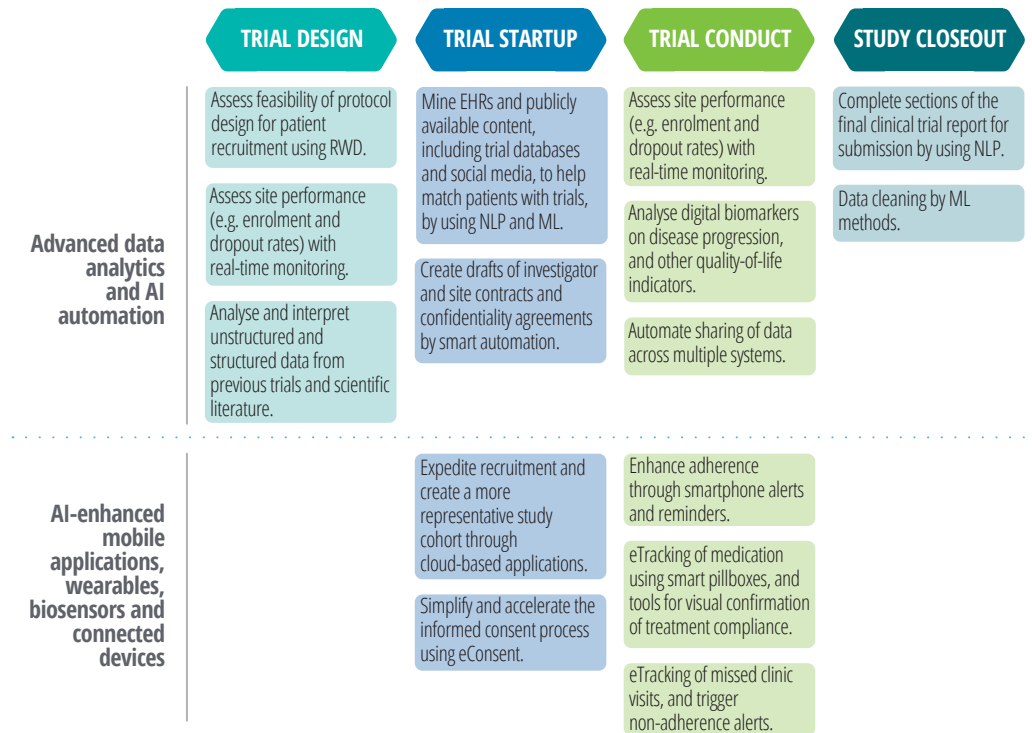 TRIAL DESIGN
TRIAL STARTUP
TRIAL CONDUCT
STUDY CLOSEOUT
Advanced data
analytics
and AI
automation
Assess feasibility of protocol
design for patient
recruitment using RWD.
Assess site performance
(e.g. enrolment and
dropout rates) with
real-time monitoring.
Analyse and interpret
unstructured and
structured data from
previous trials and scientific
literature.
Mine EHRs and publicly
available content,
including trial databases
and social media, to help
match patients with trials,
by using NLP and ML.
Create drafts of investigator
and site contracts and
confidentiality agreements
by smart automation.
Assess site performance
(e.g. enrolment and
dropout rates) with
real-time monitoring.
Analyse digital biomarkers
on disease progression,
and other quality-of-life
indicators.
Automate sharing of data
across multiple systems.
Complete sections of the
final clinical trial report for
submission by using NLP.
Data cleaning by ML
methods.
AI-enhanced
mobile
applications,
wearables,
biosensors and
connected
devices
Expedite recruitment and
create a more
representative study
cohort through
cloud-based applications.
Simplify and accelerate the
informed consent process
using eConsent.
Enhance adherence
through smartphone alerts
and reminders.
eTracking of medication
using smart pillboxes, and
tools for visual confirmation
of treatment compliance.
eTracking of missed clinic
visits, and trigger
non-adherence alerts.